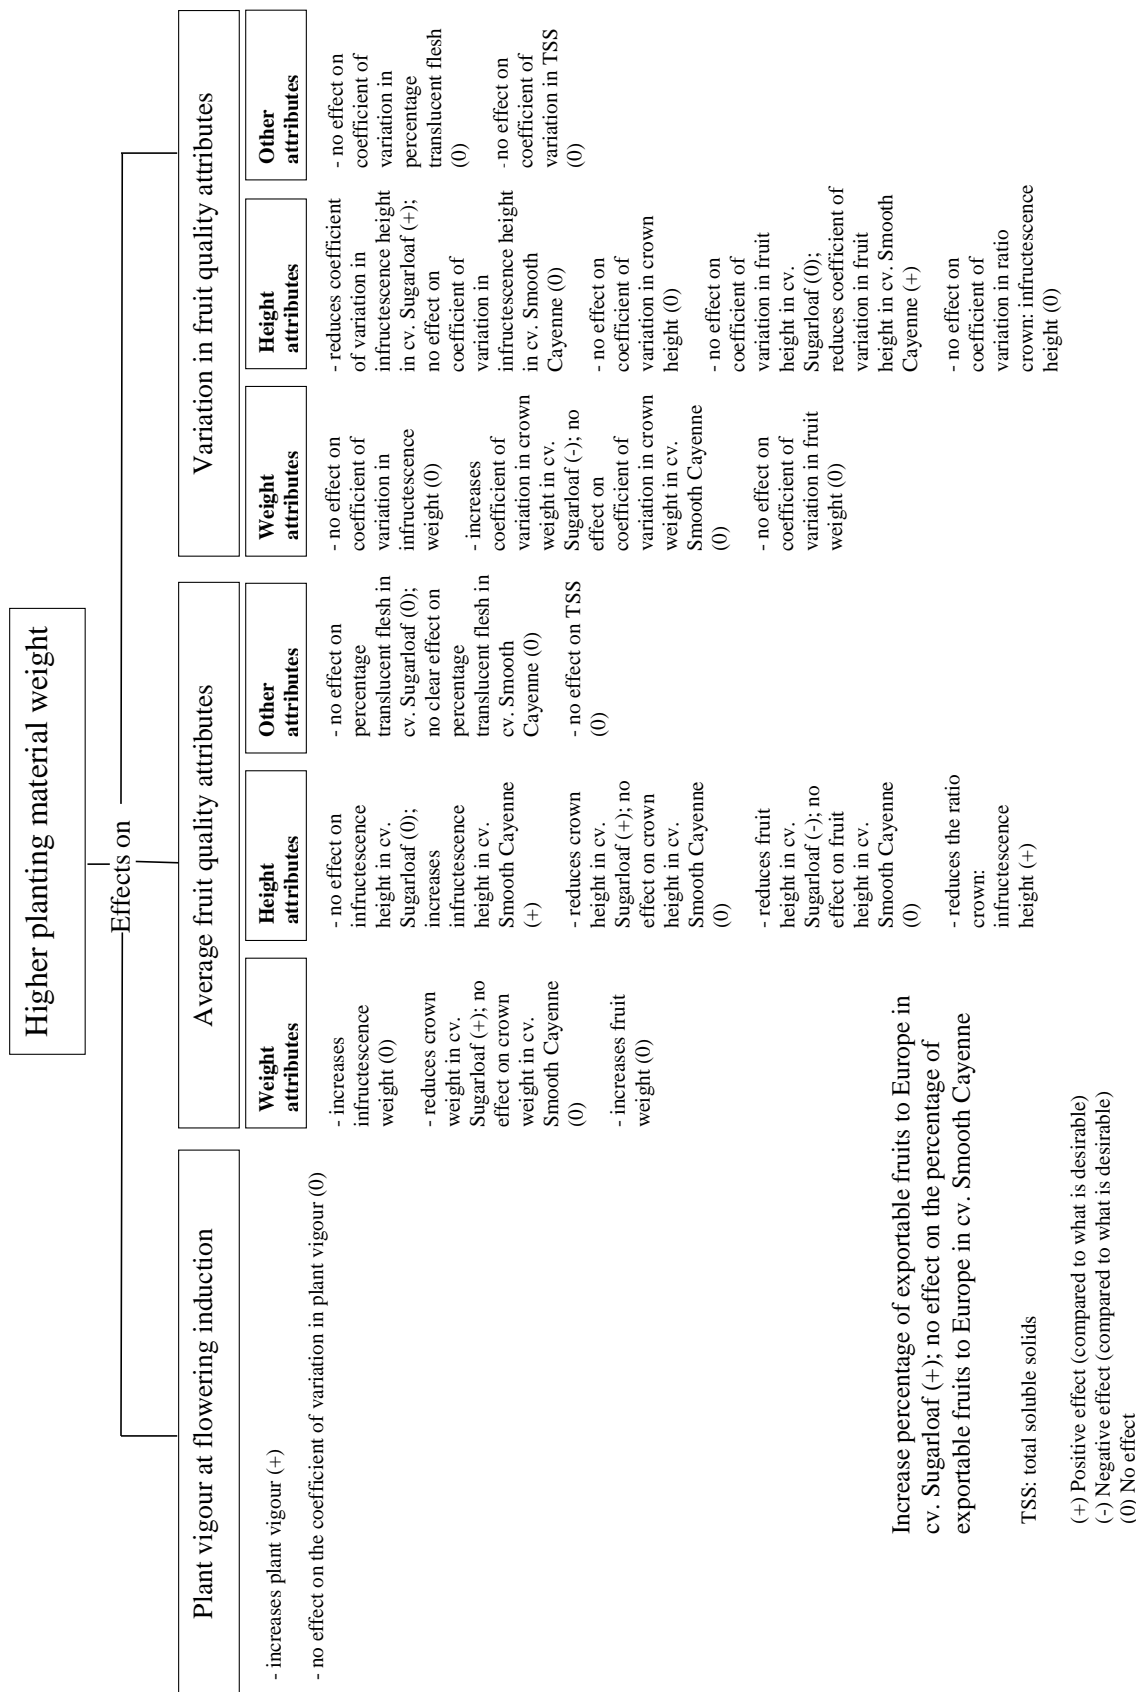 Higher planting material weight
Effects on
Plant vigour at flowering induction
- increases plant vigour (+)
- no effect on the coefficient of variation in plant vigour (0)
Average fruit quality attributes
Weight
attributes
- increases
infructescence
weight (0)
- reduces crown
weight in cv.
Sugarloaf (+); no
effect on crown
weight in cv.
Smooth Cayenne
(0)
- increases fruit
weight (0)
Height
attributes
- no effect on
infructescence
height in cv.
Sugarloaf (0);
increases
infructescence
height in cv.
Smooth Cayenne
(+)
- reduces crown
height in cv.
Sugarloaf (+); no
effect on crown
height in cv.
Smooth Cayenne
(0)
- reduces fruit
height in cv.
Sugarloaf (-); no
effect on fruit
height in cv.
Smooth Cayenne
(0)
- reduces the ratio
crown:
infructescence
height (+)
Other
attributes
- no effect on
percentage
translucent flesh in
cv. Sugarloaf (0);
no clear effect on
percentage
translucent flesh in
cv. Smooth
Cayenne (0)
- no effect on TSS
(0)
Variation in fruit quality attributes
Weight
attributes
- no effect on
coefficient of
variation in
infructescence
weight (0)
- increases
coefficient of
variation in crown
weight in cv.
Sugarloaf (-); no
effect on
coefficient of
variation in crown
weight in cv.
Smooth Cayenne
(0)
- no effect on
coefficient of
variation in fruit
weight (0)
Height
attributes
- reduces coefficient
of variation in
infructescence height
in cv. Sugarloaf (+);
no effect on
coefficient of
variation in
infructescence height
in cv. Smooth
Cayenne (0)
- no effect on
coefficient of
variation in crown
height (0)
- no effect on
coefficient of
variation in fruit
height in cv.
Sugarloaf (0);
reduces coefficient of
variation in fruit
height in cv. Smooth
Cayenne (+)
- no effect on
coefficient of
variation in ratio
crown: infructescence
height (0)
Other
attributes
- no effect on
coefficient of
variation in
percentage
translucent flesh
(0)
- no effect on
coefficient of
variation in TSS
(0)
Increase percentage of exportable fruits to Europe in
cv. Sugarloaf (+); no effect on the percentage of
exportable fruits to Europe in cv. Smooth Cayenne
TSS: total soluble solids
(+) Positive effect (compared to what is desirable)
(-) Negative effect (compared to what is desirable)
(0) No effect